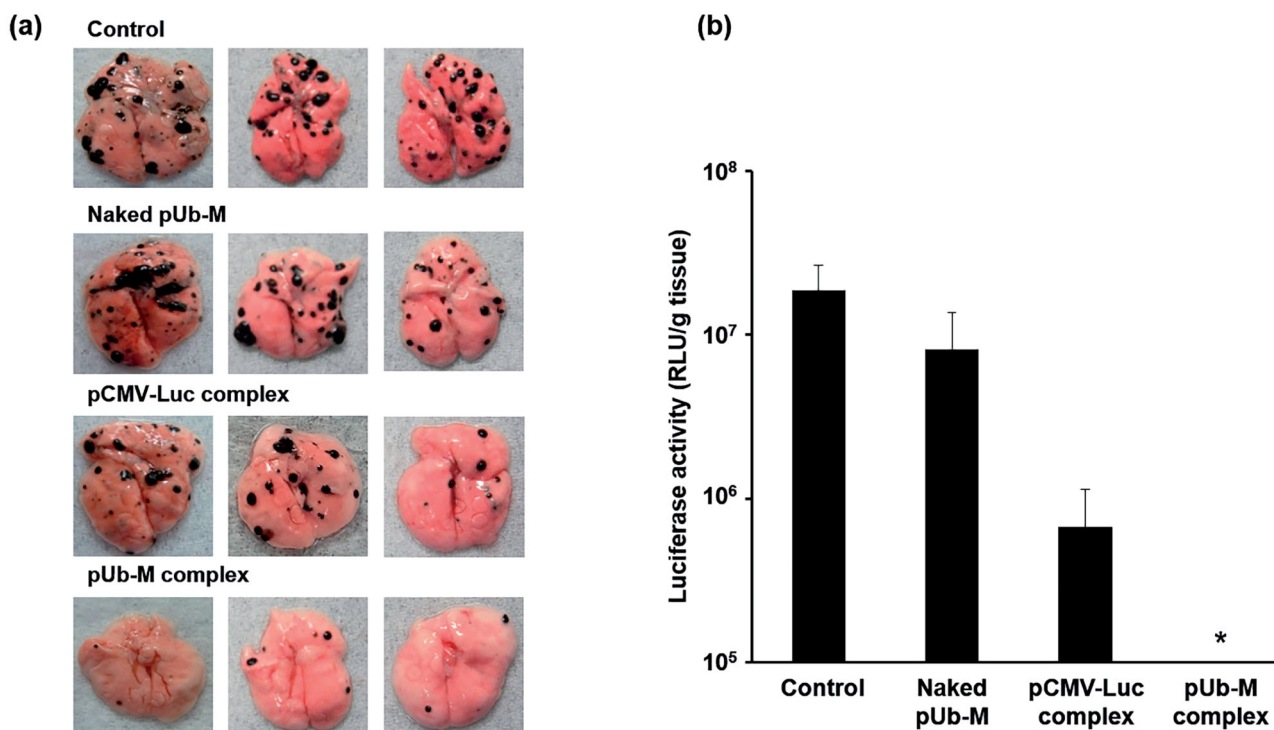 (a)
Control
Naked pUb-M
pCMV-Luc complex
pUb-M complex
(b)
Luciferase activity (RLU/g tissue)
10⁸
10⁷
10⁶
10⁵
*
Control
Naked
pUb-M
pCMV-Luc
complex
pUb-M
complex